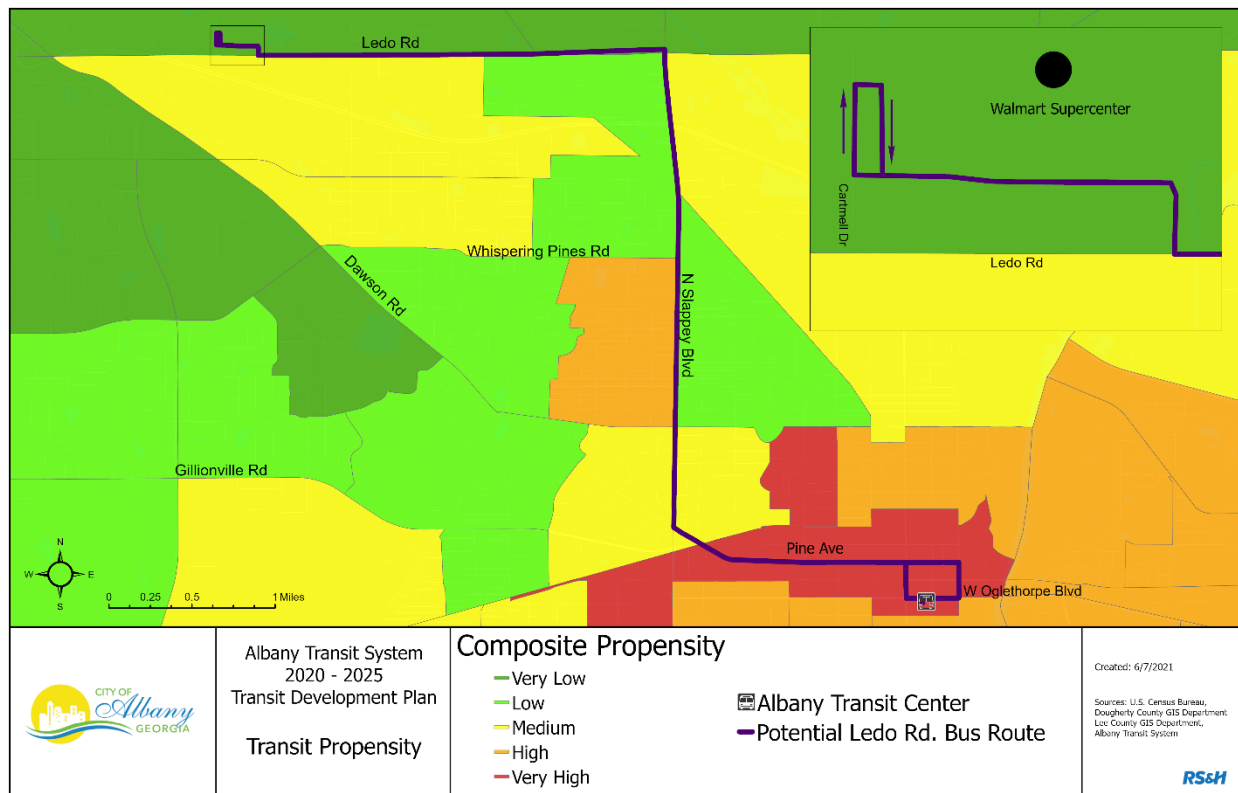 Ledo Rd
Walmart Supercenter
Cartmell Dr
Ledo Rd
Whispering Pines Rd
Dawson Rd
N Slappey Blvd
Gillionville Rd
Pine Ave
W Oglethorpe Blvd
N
W E
S
0 0.25 0.5 1 Miles
CITY OF
Albany
GEORGIA
Albany Transit System
2020 - 2025
Transit Development Plan
Transit Propensity
Composite Propensity
Very Low
Low
Medium
High
Very High
Albany Transit Center
Potential Ledo Rd. Bus Route
Created: 6/7/2021
Sources: U.S. Census Bureau,
Dougherty County GIS Department
Lee County GIS Department,
Albany Transit System
RS&H